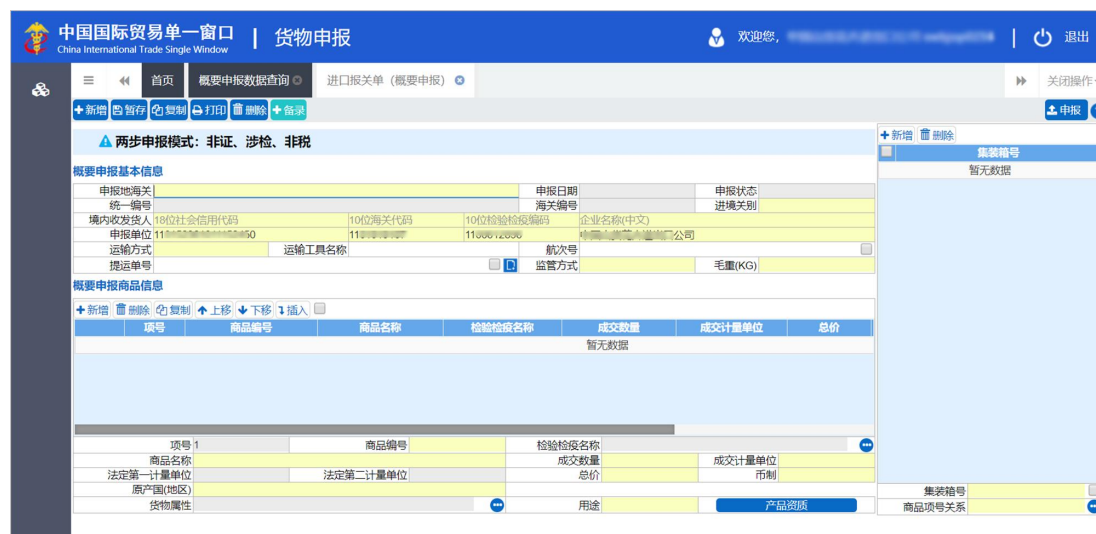 中国国际贸易单一窗口 | 货物申报 欢迎您， | 退出
China International Trade Single Window
首页 概要申报数据查询 进口报关单（概要申报） 关闭操作
新增 暂存 复制 打印 删除 备录 申报
两步申报模式：非证、涉检、非税
新增 删除
集装箱号
暂无数据
概要申报基本信息
申报地海关 申报日期 申报状态
统一编号 海关编号 进境关别
境内收发货人 18位社会信用代码 10位海关代码 10位检验检疫编码 企业名称(中文)
申报单位 公司
运输方式 运输工具名称 航次号
提运单号 监管方式 毛重(KG)
概要申报商品信息
新增 删除 复制 上移 下移 插入
项号 商品编号 商品名称 检验检疫名称 成交数量 成交计量单位 总价
暂无数据
项号 1 商品编号 检验检疫名称
商品名称 成交数量 成交计量单位
法定第一计量单位 法定第二计量单位 总价 币制
原产国(地区)
货物属性 用途 产品资质
集装箱号
商品项号关系